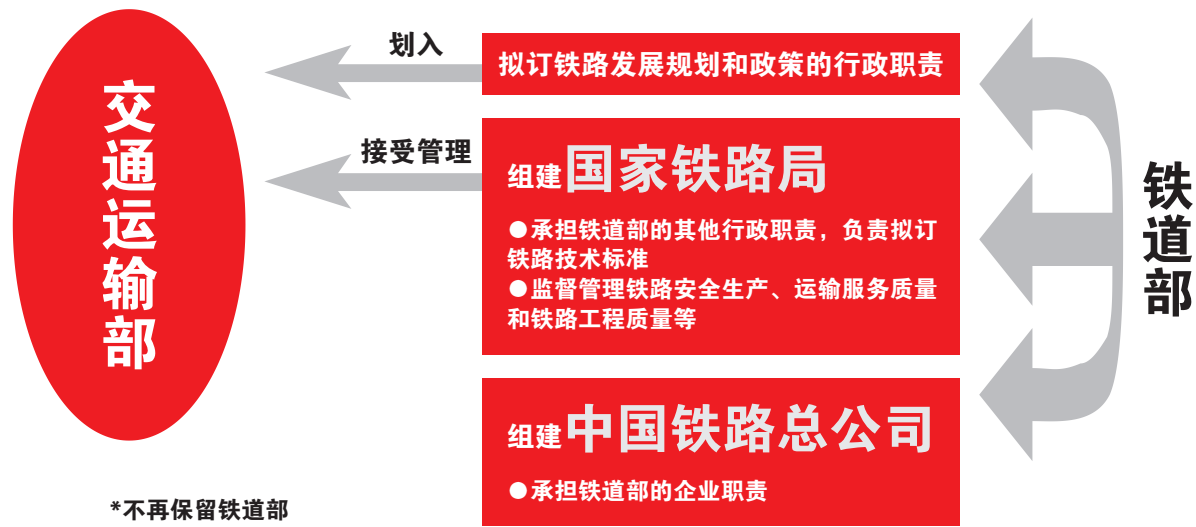 交通运输部
划入
接受管理
拟订铁路发展规划和政策的行政职责
组建国家铁路局
●承担铁道部的其他行政职责，负责拟订
铁路技术标准
●监督管理铁路安全生产、运输服务质量
和铁路工程质量等
组建中国铁路总公司
●承担铁道部的企业职责
铁道部
*不再保留铁道部